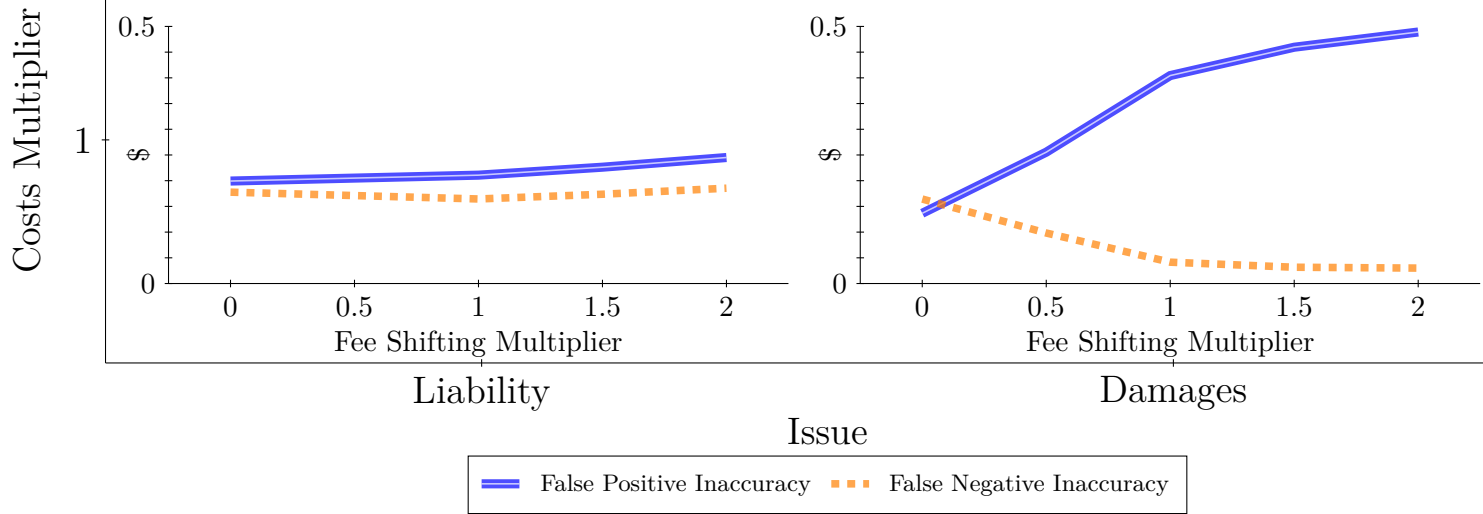 Costs Multiplier
1
0.5
$
0
0 0.5 1 1.5 2
Fee Shifting Multiplier
0.5
$
0
0 0.5 1 1.5 2
Fee Shifting Multiplier
Liability
Damages
Issue
False Positive Inaccuracy
False Negative Inaccuracy